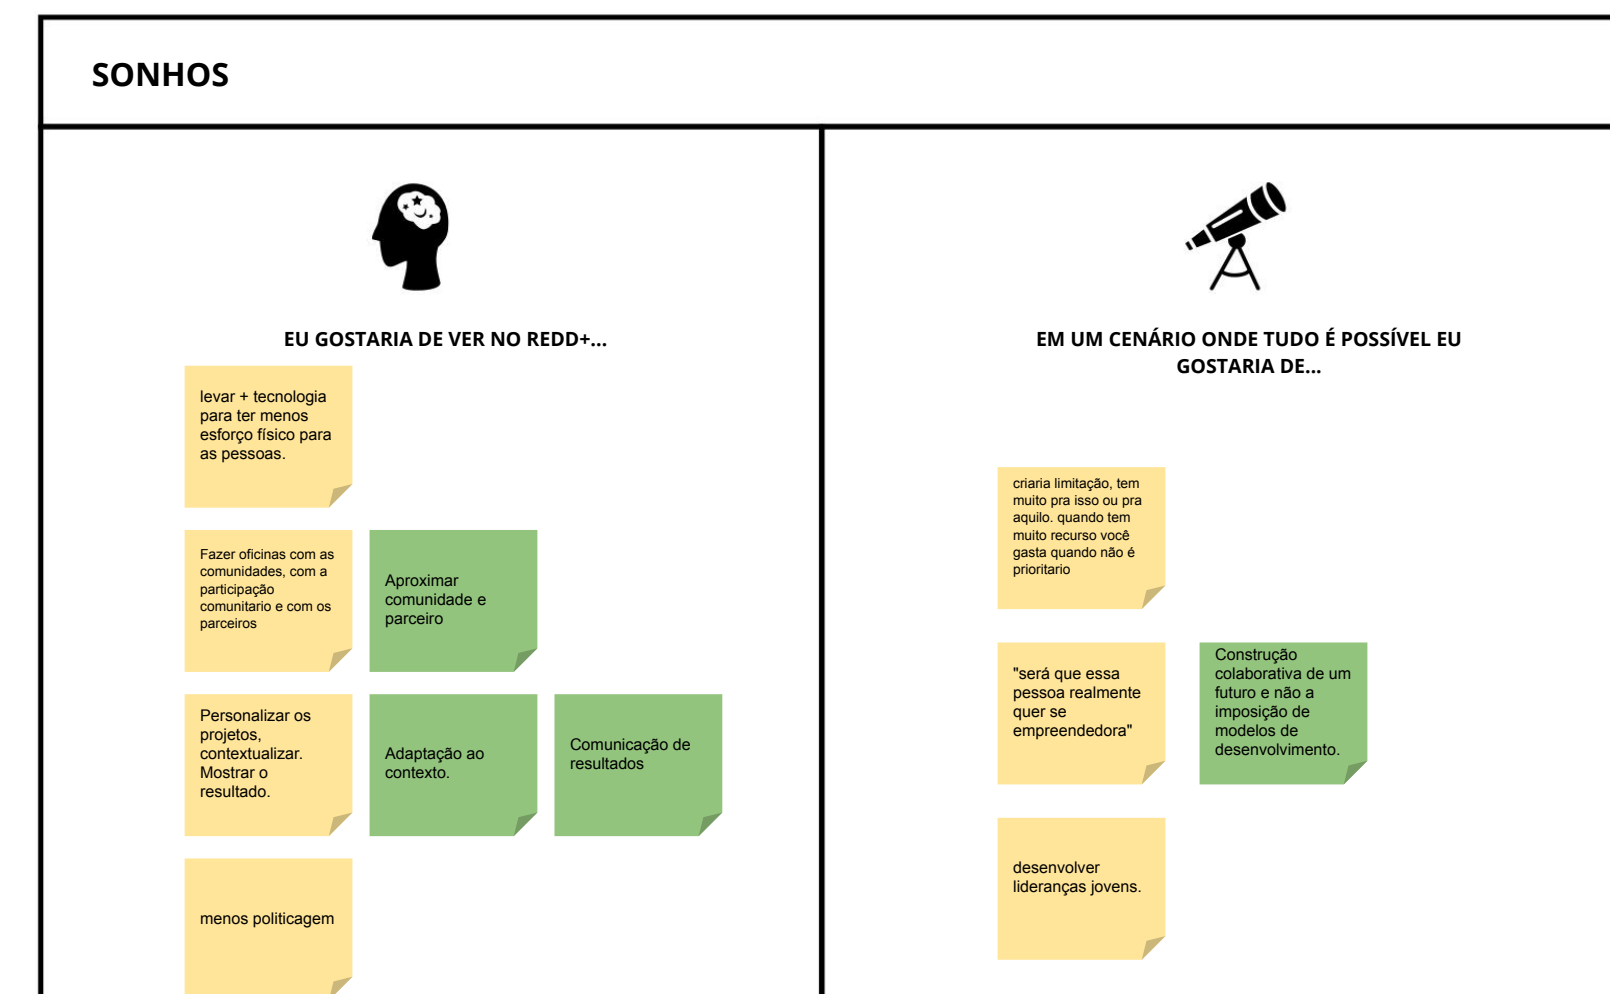 SONHOS
EU GOSTARIA DE VER NO REDD+...
levar + tecnologia
para ter menos
esforço físico para
as pessoas.
Fazer oficinas com as
comunidades, com a
participação
comunitario e com os
parceiros
Aproximar
comunidade e
parceiro
Personalizar os
projetos,
contextualizar.
Mostrar o
resultado.
Adaptação ao
contexto.
Comunicação de
resultados
menos politicagem
EM UM CENÁRIO ONDE TUDO É POSSÍVEL EU
GOSTARIA DE...
criaria limitação, tem
muito pra isso ou pra
aquilo. quando tem
muito recurso você
gasta quando não é
prioritario
"será que essa
pessoa realmente
quer se
empreendedora"
Construção
colaborativa de um
futuro e não a
imposição de
modelos de
desenvolvimento.
desenvolver
lideranças jovens.